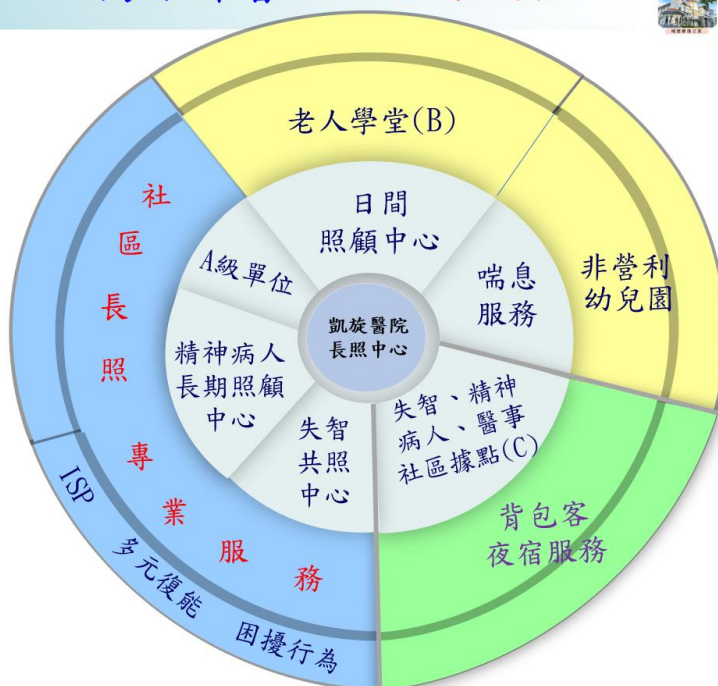 老人學堂(B)
日間
照顧中心
喘息
服務
非營利
幼兒園
A級單位
凱旋醫院
長照中心
精神病人
長期照顧
中心
失智
共照
中心
失智、精神
病人、醫事
社區據點(C)
背包客
夜宿服務
社區長照
專業服務
ISP
多元復能
困擾行為